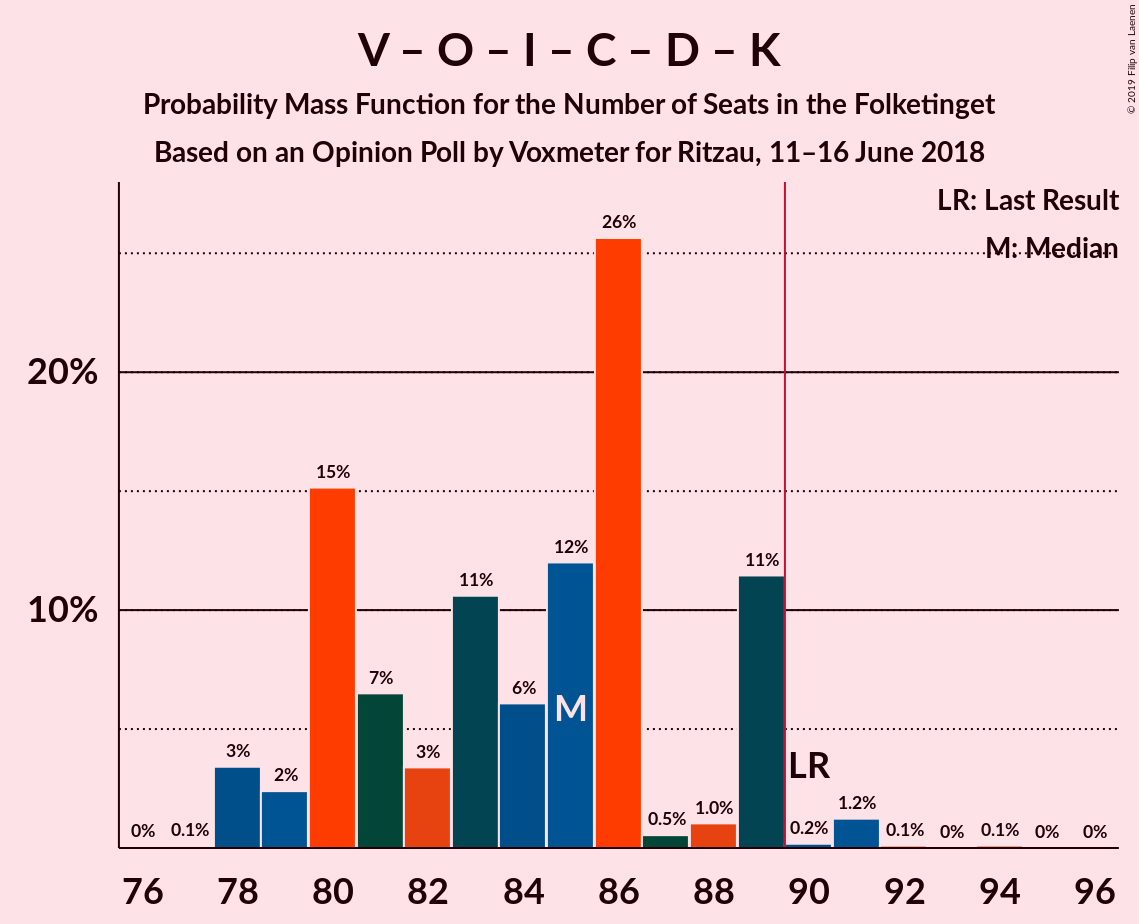 V – O – I – C – D – K
Probability Mass Function for the Number of Seats in the Folketinget
Based on an Opinion Poll by Voxmeter for Ritzau, 11–16 June 2018
© 2019 Filip van Laenen
LR: Last Result
M: Median
26%
20%
15%
12%
11%
11%
10%
7%
6%
M
3%
3%
2%
LR
1.2%
1.0%
0.5%
0.2%
0%
0.1%
0.1%
0%
0.1%
0%
0%
76 78 80 82 84 86 88 90 92 94 96